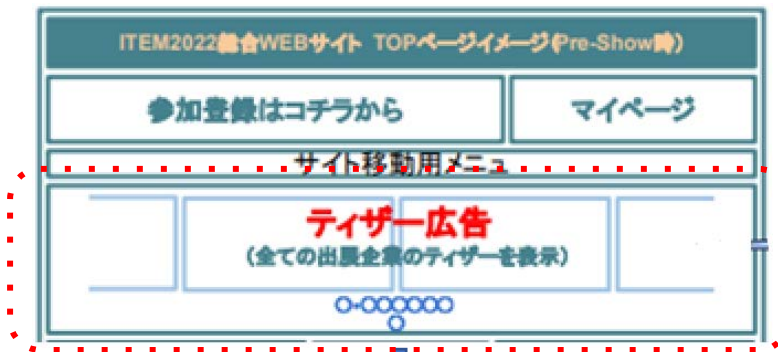 ITEM2022総合WEBサイト TOPページイメージ(Pre-Show時)
参加登録はコチラから
マイページ
サイト移動用メニュー
ティザー広告
(全ての出展企業のティザーを表示)